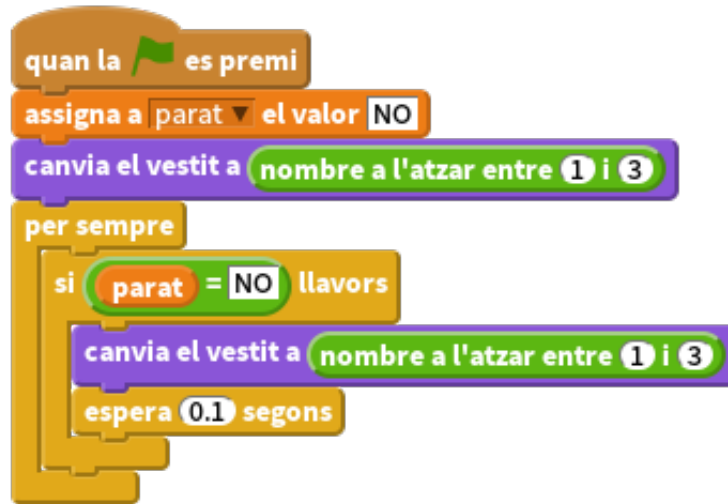 quan la es premi
assigna a parat el valor NO
canvia el vestit a nombre a l'atzar entre 1 i 3
per sempre
si parat = NO llavors
canvia el vestit a nombre a l'atzar entre 1 i 3
espera 0.1 segons